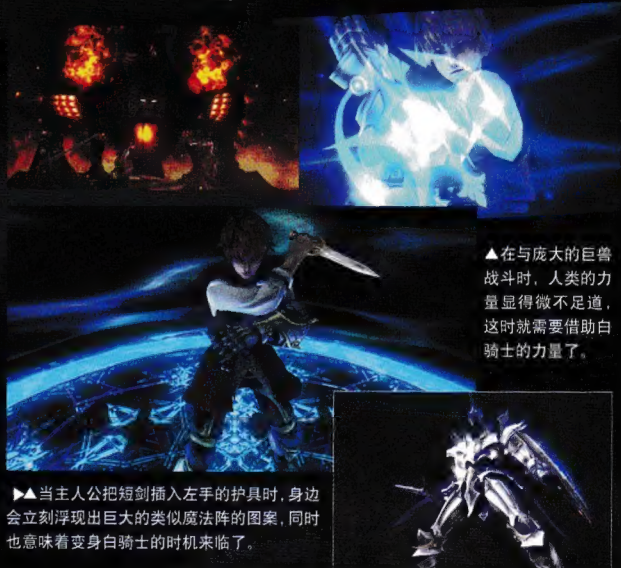 ▲在与庞大的巨兽
战斗时，人类的力
量显得微不足道，
这时就需要借助白
骑士的力量了。
▶▲当主人公把短剑插入左手的护具时，身边
会立刻浮现出巨大的类似魔法阵的图案，同时
也意味着变身白骑士的时机来临了。